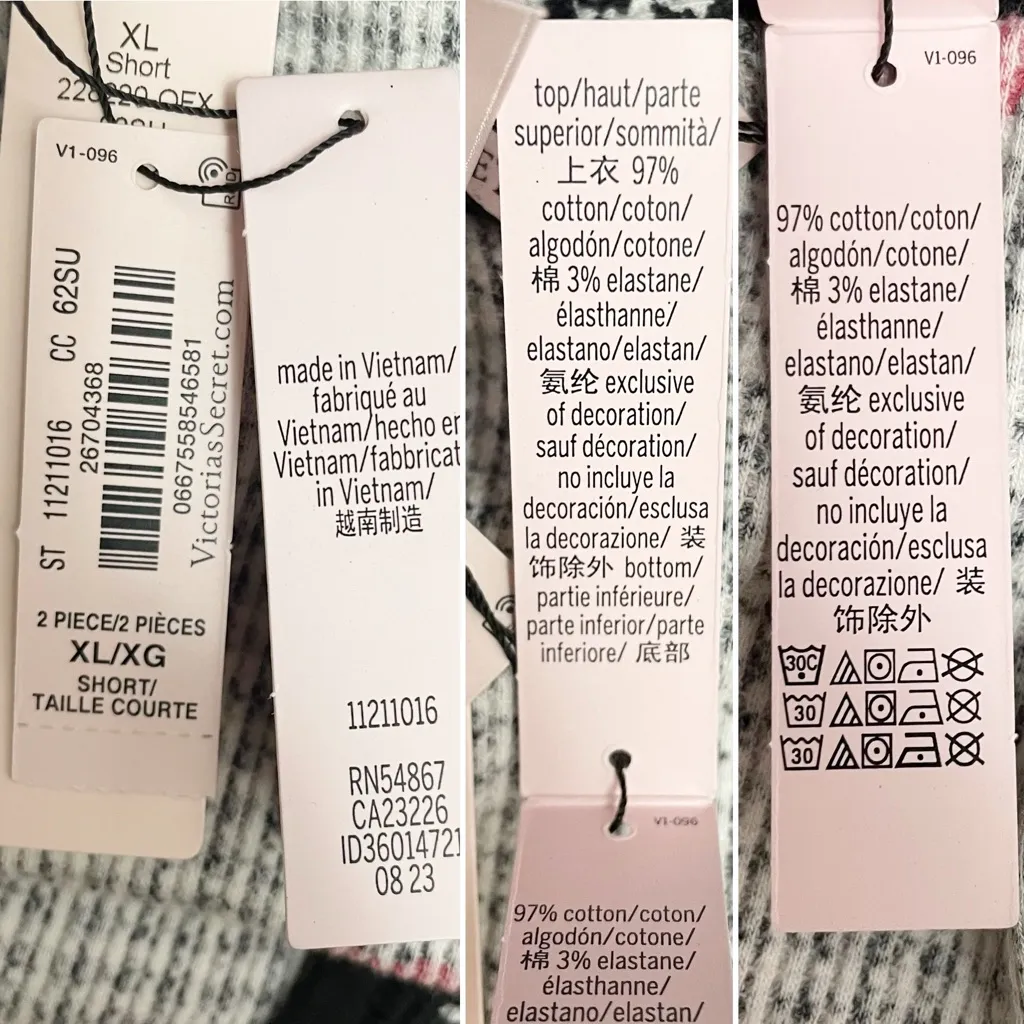 XL
Short
V1-096
ST 11211016 CC 62SU
26704368
0667558546581
VictoriasSecret.com
2 PIECE/2 PIÈCES
XL/XG
SHORT/
TAILLE COURTE
made in Vietnam/
fabriqué au
Vietnam/hecho en
Vietnam/fabbricat
in Vietnam/
越南制造
11211016
RN54867
CA23226
ID36014721
08 23
top/haut/parte
superior/sommità/
上衣 97%
cotton/coton/
algodón/cotone/
棉 3% elastane/
élasthanne/
elastano/elastan/
氨纶 exclusive
of decoration/
sauf décoration/
no incluye la
decoración/esclusa
la decorazione/ 装
饰除外 bottom/
partie inférieure/
parte inferior/parte
inferiore/ 底部
V1-096
97% cotton/coton/
algodón/cotone/
棉 3% elastane/
élasthanne/
elastano/elastan/
V1-096
97% cotton/coton/
algodón/cotone/
棉 3% elastane/
élasthanne/
elastano/elastan/
氨纶 exclusive
of decoration/
sauf décoration/
no incluye la
decoración/esclusa
la decorazione/ 装
饰除外
30C
30
30